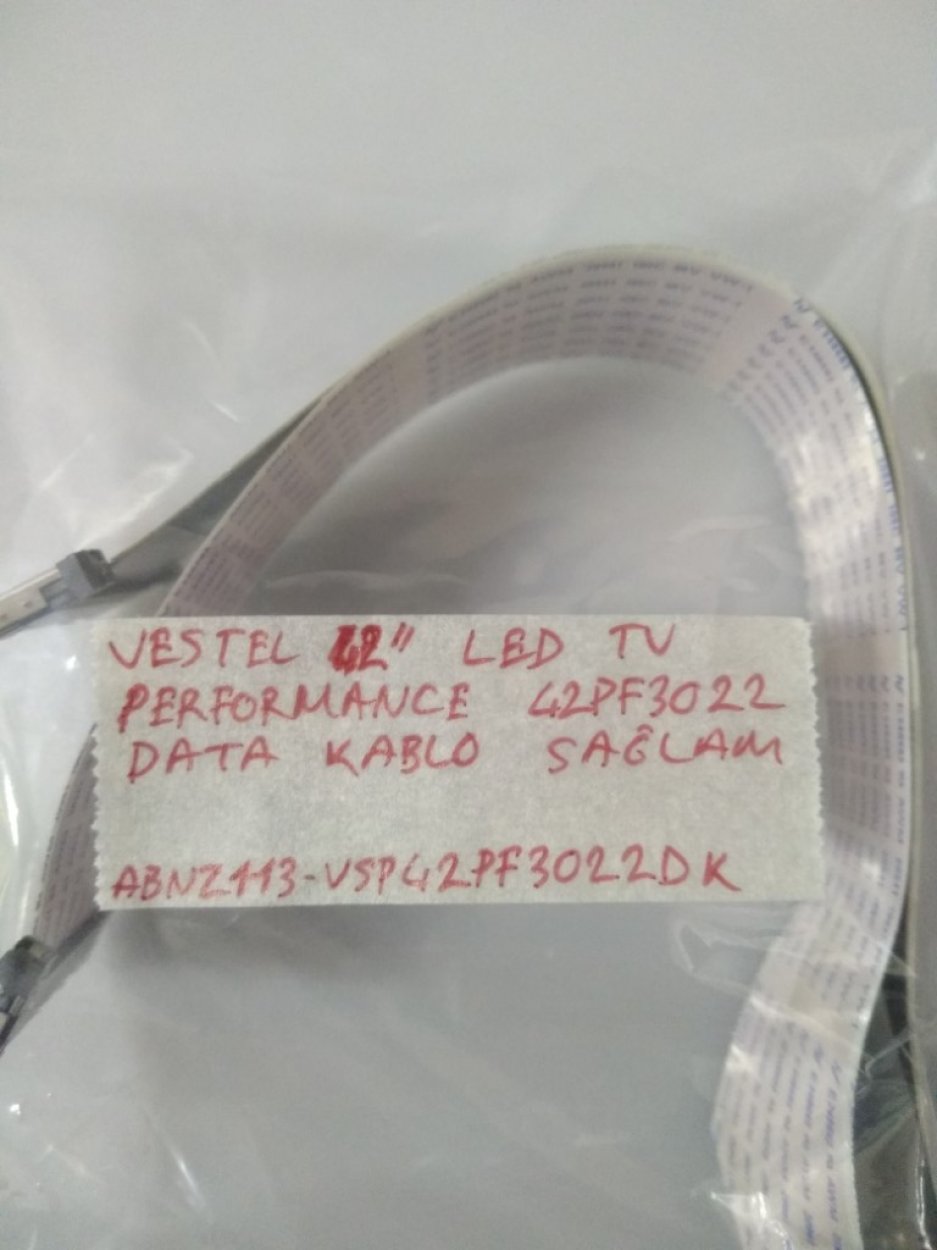 VESTEL 42" LED TV
PERFORMANCE 42PF3022
DATA KABLO SAĞLAM
ABNZ113-VSP42PF3022DK